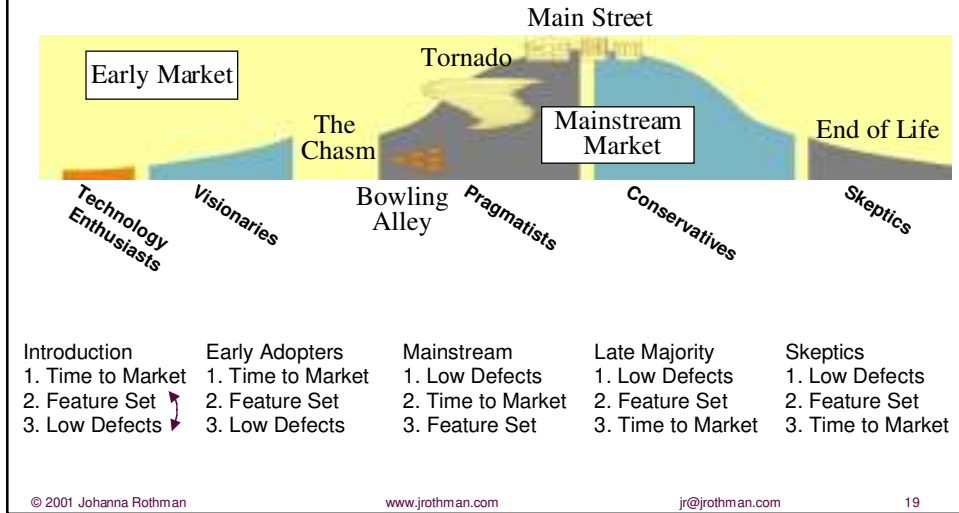 Main Street
Tornado
Early Market
The
Chasm
Mainstream
Market
End of Life
Technology
Enthusiasts
Visionaries
Bowling
Alley
Pragmatists
Conservatives
Skeptics
Introduction
1. Time to Market
2. Feature Set
3. Low Defects
Early Adopters
1. Time to Market
2. Feature Set
3. Low Defects
Mainstream
1. Low Defects
2. Time to Market
3. Feature Set
Late Majority
1. Low Defects
2. Feature Set
3. Time to Market
Skeptics
1. Low Defects
2. Feature Set
3. Time to Market
© 2001 Johanna Rothman
www.jrothman.com
jr@jrothman.com
19